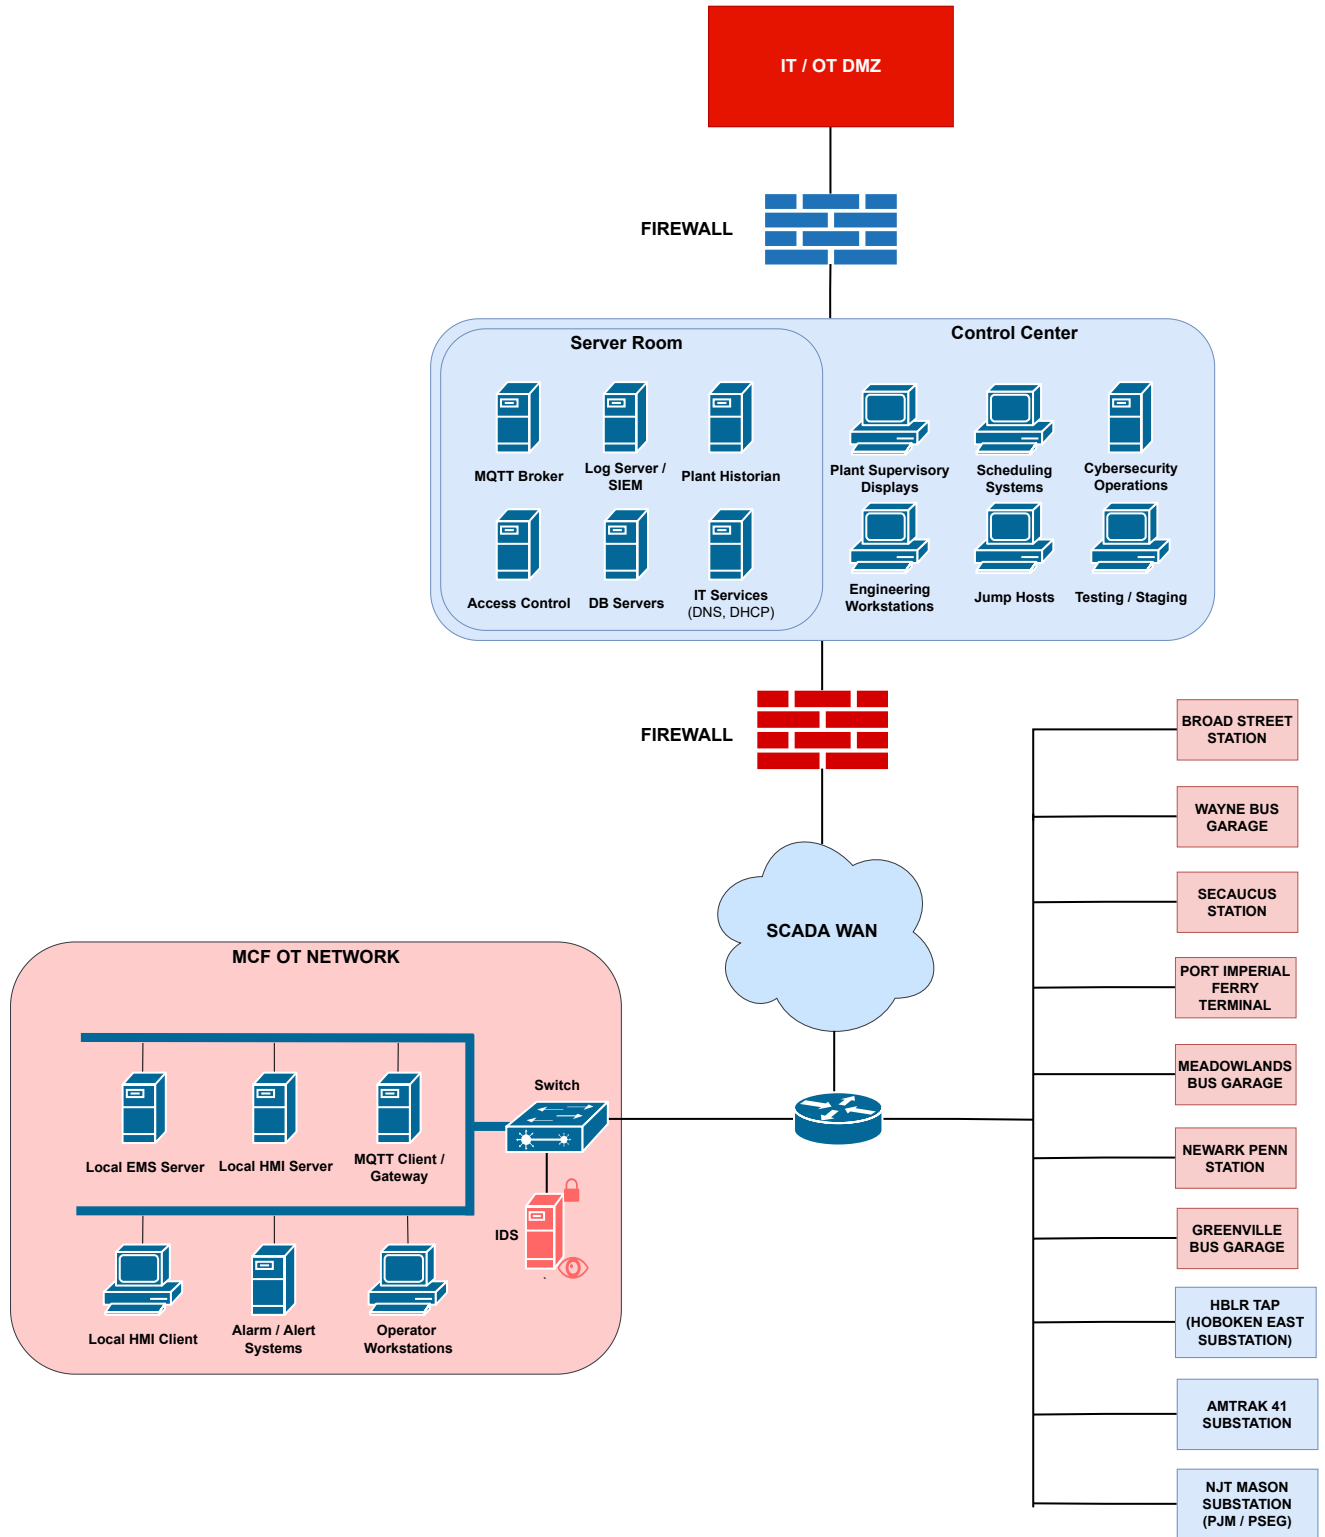 IT / OT DMZ
FIREWALL
Server Room
Control Center
MQTT Broker
Log Server /
SIEM
Plant Historian
Plant Supervisory
Displays
Scheduling
Systems
Cybersecurity
Operations
Access Control
DB Servers
IT Services
(DNS, DHCP)
Engineering
Workstations
Jump Hosts
Testing / Staging
FIREWALL
SCADA WAN
MCF OT NETWORK
Local EMS Server
Local HMI Server
MQTT Client /
Gateway
Switch
IDS
Local HMI Client
Alarm / Alert
Systems
Operator
Workstations
BROAD STREET
STATION
WAYNE BUS
GARAGE
SECAUCUS
STATION
PORT IMPERIAL
FERRY
TERMINAL
MEADOWLANDS
BUS GARAGE
NEWARK PENN
STATION
GREENVILLE
BUS GARAGE
HBLR TAP
(HOBOKEN EAST
SUBSTATION)
AMTRAK 41
SUBSTATION
NJT MASON
SUBSTATION
(PJM / PSEG)